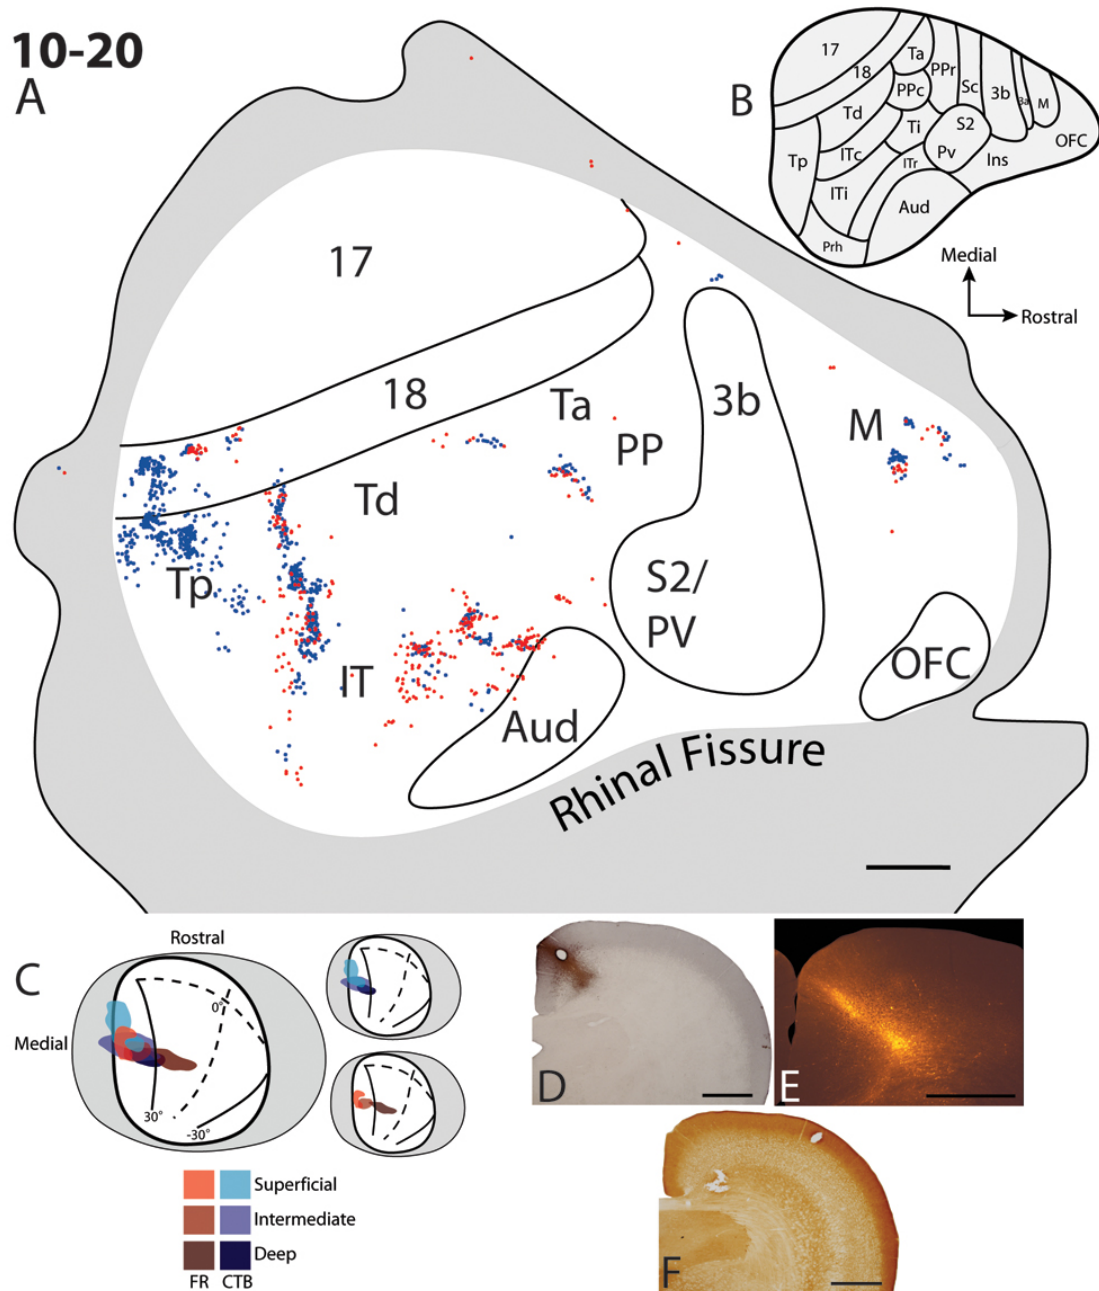 10-20
A
17
18
Ta
PP
3b
M
Td
Tp
IT
S2/
PV
Aud
OFC
Rhinal Fissure
B
17
18
Ta
PPr
Sc
3b
3a
M
PPc
Td
Ti
S2
OFC
Tp
ITc
ITr
Pv
Ins
ITi
Aud
Prh
Medial
Rostral
C
Rostral
Medial
0°
30°
-30°
Superficial
Intermediate
Deep
FR CTB
D
E
F